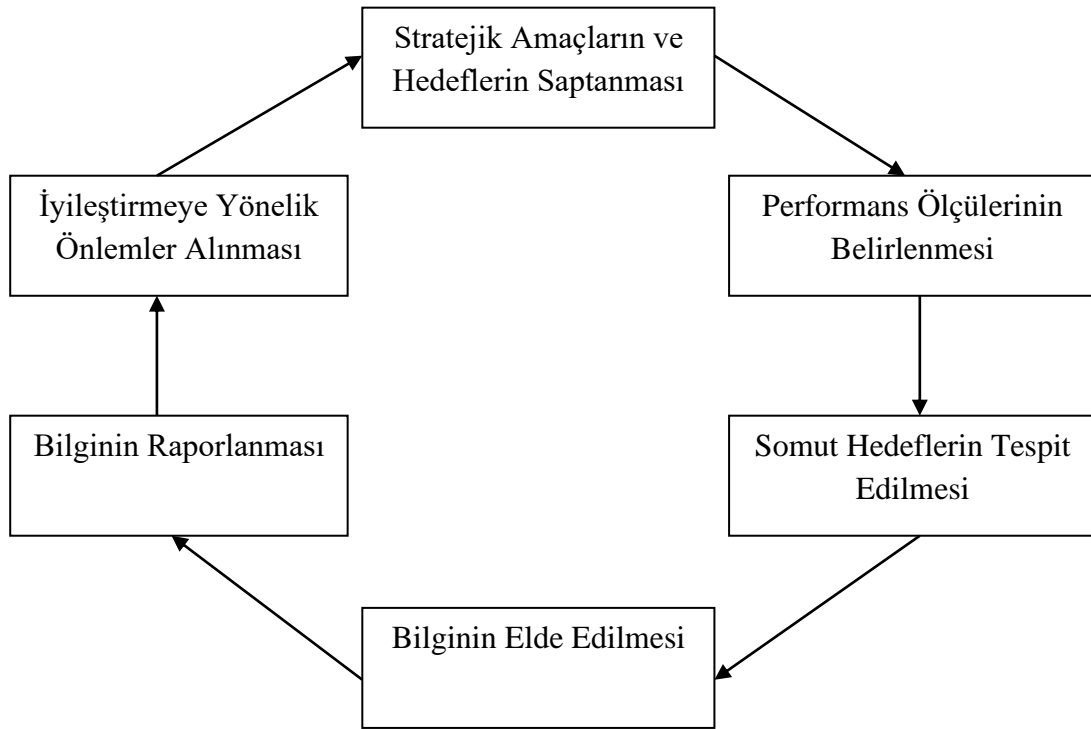 Stratejik Amaçların ve
Hedeflerin Saptanması
Performans Ölçülerinin
Belirlenmesi
Somut Hedeflerin Tespit
Edilmesi
Bilginin Elde Edilmesi
Bilginin Raporlanması
İyileştirmeye Yönelik
Önlemler Alınması